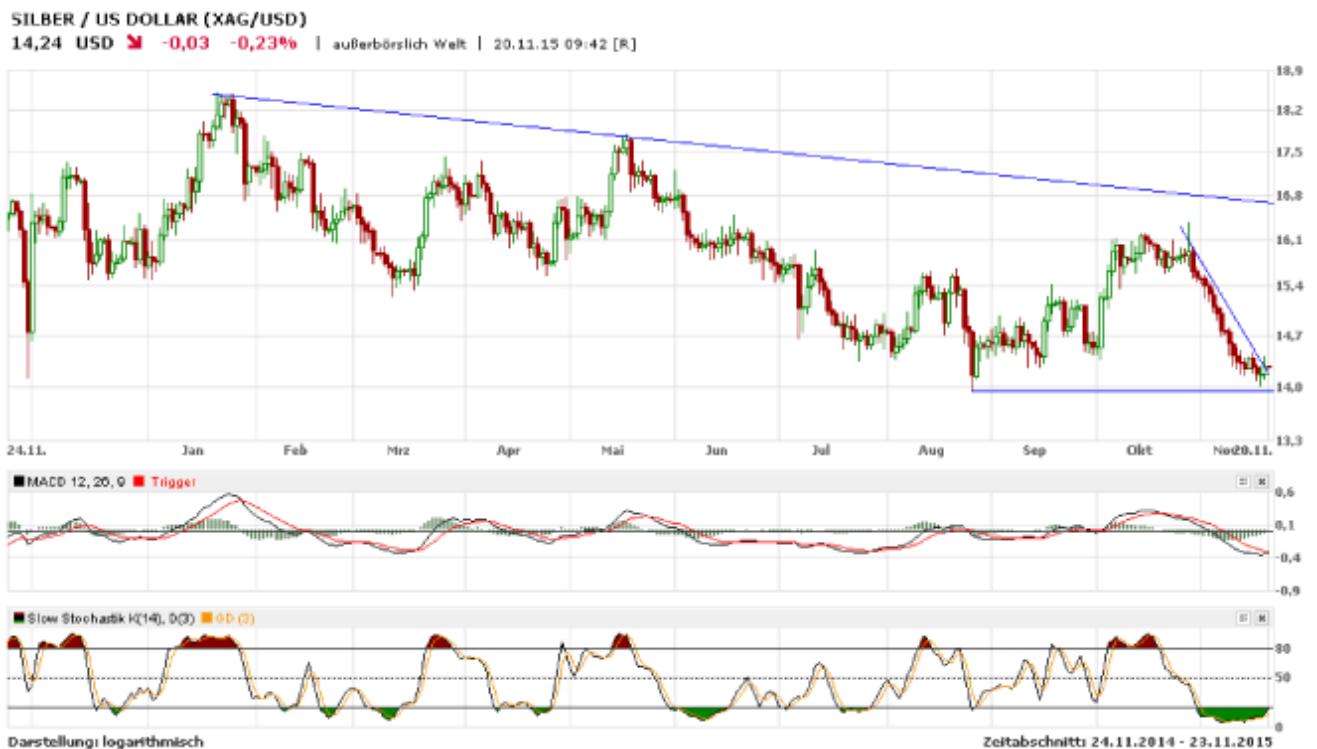 SILBER / US DOLLAR (XAG/USD)
14,24 USD -0,03 -0,23% | außerbörslich Welt | 20.11.15 09:42 [R]
18,9
18,2
17,5
16,8
16,1
15,4
14,7
14,0
13,3
24.11. Jan Feb Mrz Apr Mai Jun Jul Aug Sep Okt Nov20.11.
MACD 12, 26, 9 Trigger
0,6
0,1
-0,4
-0,9
Slow Stochastik K(14), D(3) OD (3)
80
50
0
Darstellung: logarithmisch Zeitabschnitt: 24.11.2014 - 23.11.2015